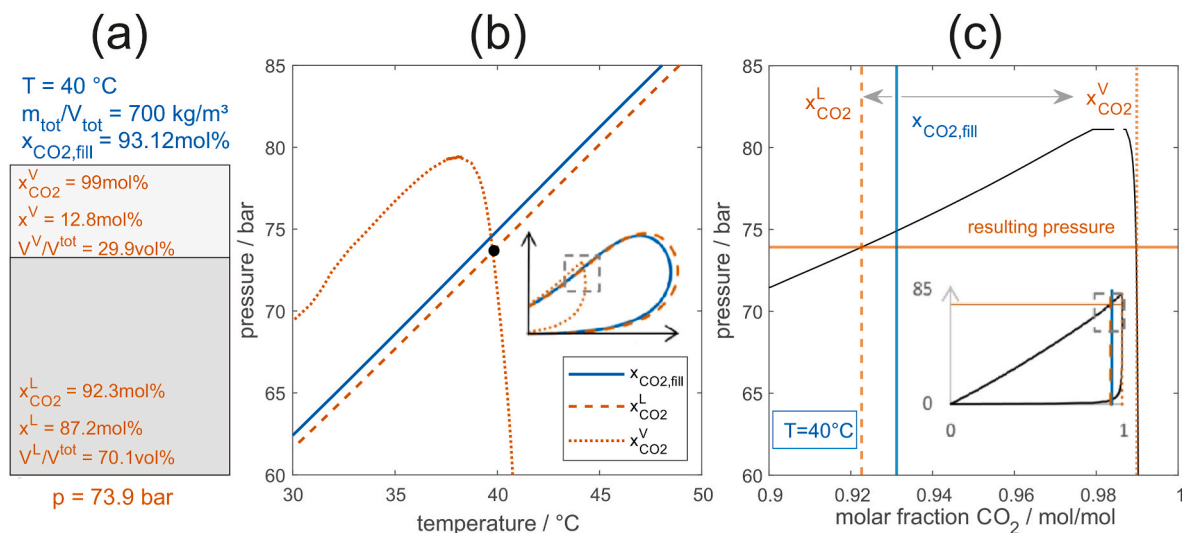 (a)
T = 40 °C
m_tot/V_tot = 700 kg/m³
x_CO2,fill = 93.12mol%
x^V_CO2 = 99mol%
x^V = 12.8mol%
V^V/V^tot = 29.9vol%
x^L_CO2 = 92.3mol%
x^L = 87.2mol%
V^L/V^tot = 70.1vol%
p = 73.9 bar
(b)
85
80
75
70
65
60
pressure / bar
30
35
40
45
50
temperature / °C
x_CO2,fill
x^L_CO2
x^V_CO2
(c)
85
80
75
70
65
60
pressure / bar
x^L_CO2
x^V_CO2
x_CO2,fill
resulting pressure
85
0
0
1
T=40°C
0.9
0.92
0.94
0.96
0.98
1
molar fraction CO₂ / mol/mol